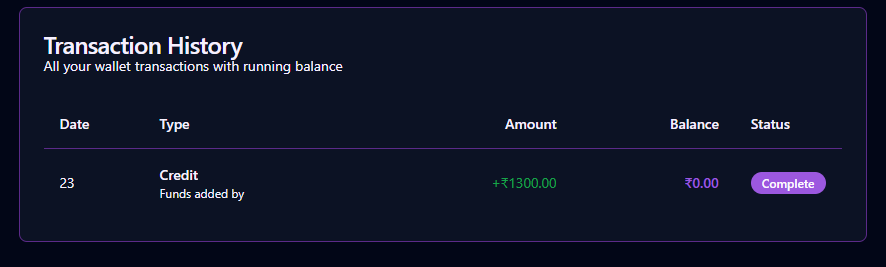 Transaction History
All your wallet transactions with running balance
Date Type Amount Balance Status
23 Credit +₹1300.00 ₹0.00 Complete
Funds added by